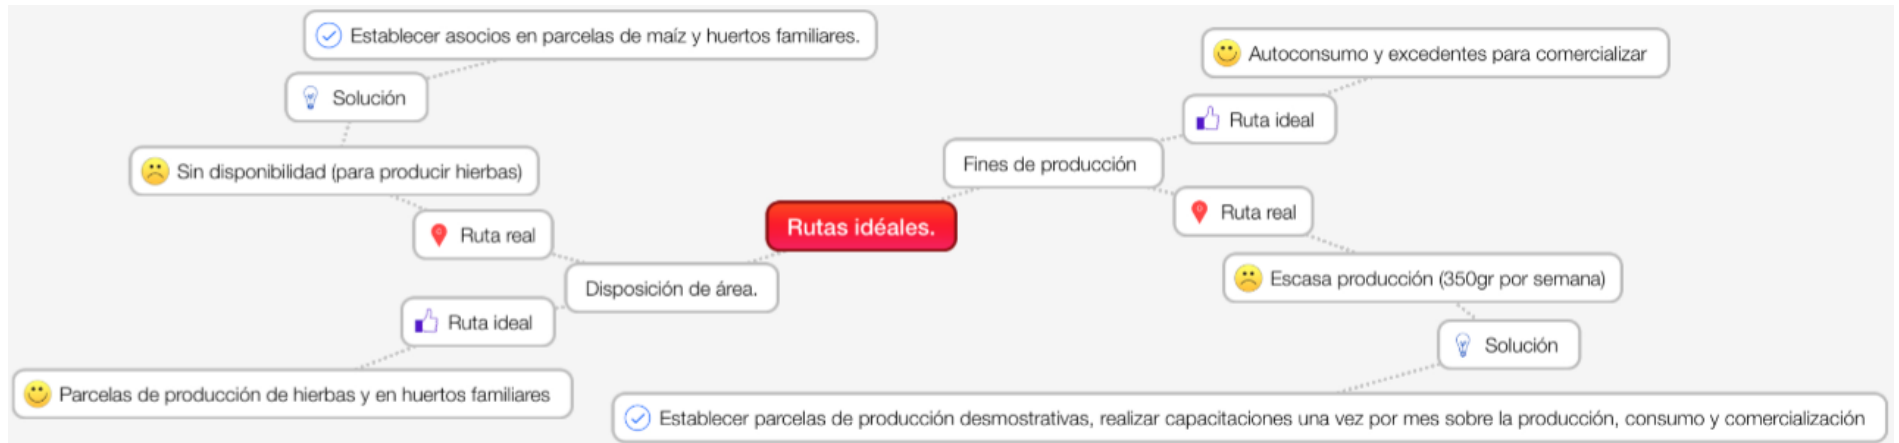 Establecer asocios en parcelas de maíz y huertos familiares.
Solución
Sin disponibilidad (para producir hierbas)
Ruta real
Disposición de área.
Ruta ideal
Parcelas de producción de hierbas y en huertos familiares
Rutas idéales.
Autoconsumo y excedentes para comercializar
Ruta ideal
Fines de producción
Ruta real
Escasa producción (350gr por semana)
Solución
Establecer parcelas de producción desmostrativas, realizar capacitaciones una vez por mes sobre la producción, consumo y comercialización